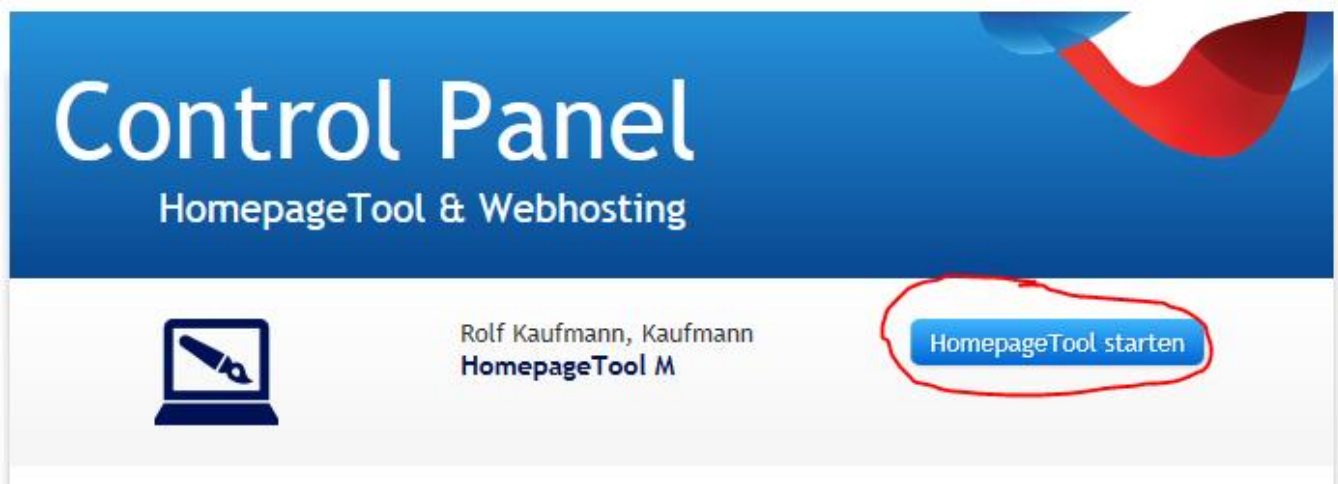 Control Panel
HomepageTool & Webhosting
Rolf Kaufmann, Kaufmann
HomepageTool M
HomepageTool starten